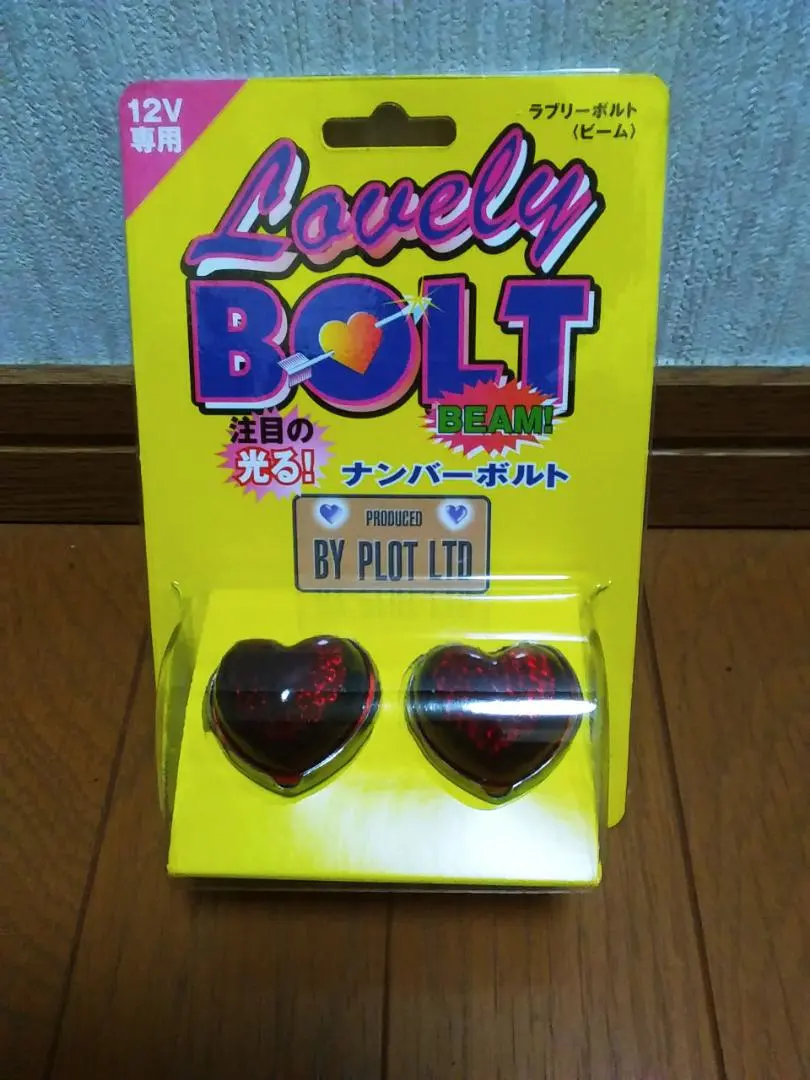 12V
専用
ラブリーボルト
〈ビーム〉
Lovely
BOLT
BEAM!
注目の
光る!
ナンバーボルト
PRODUCED
BY PLOT LTD